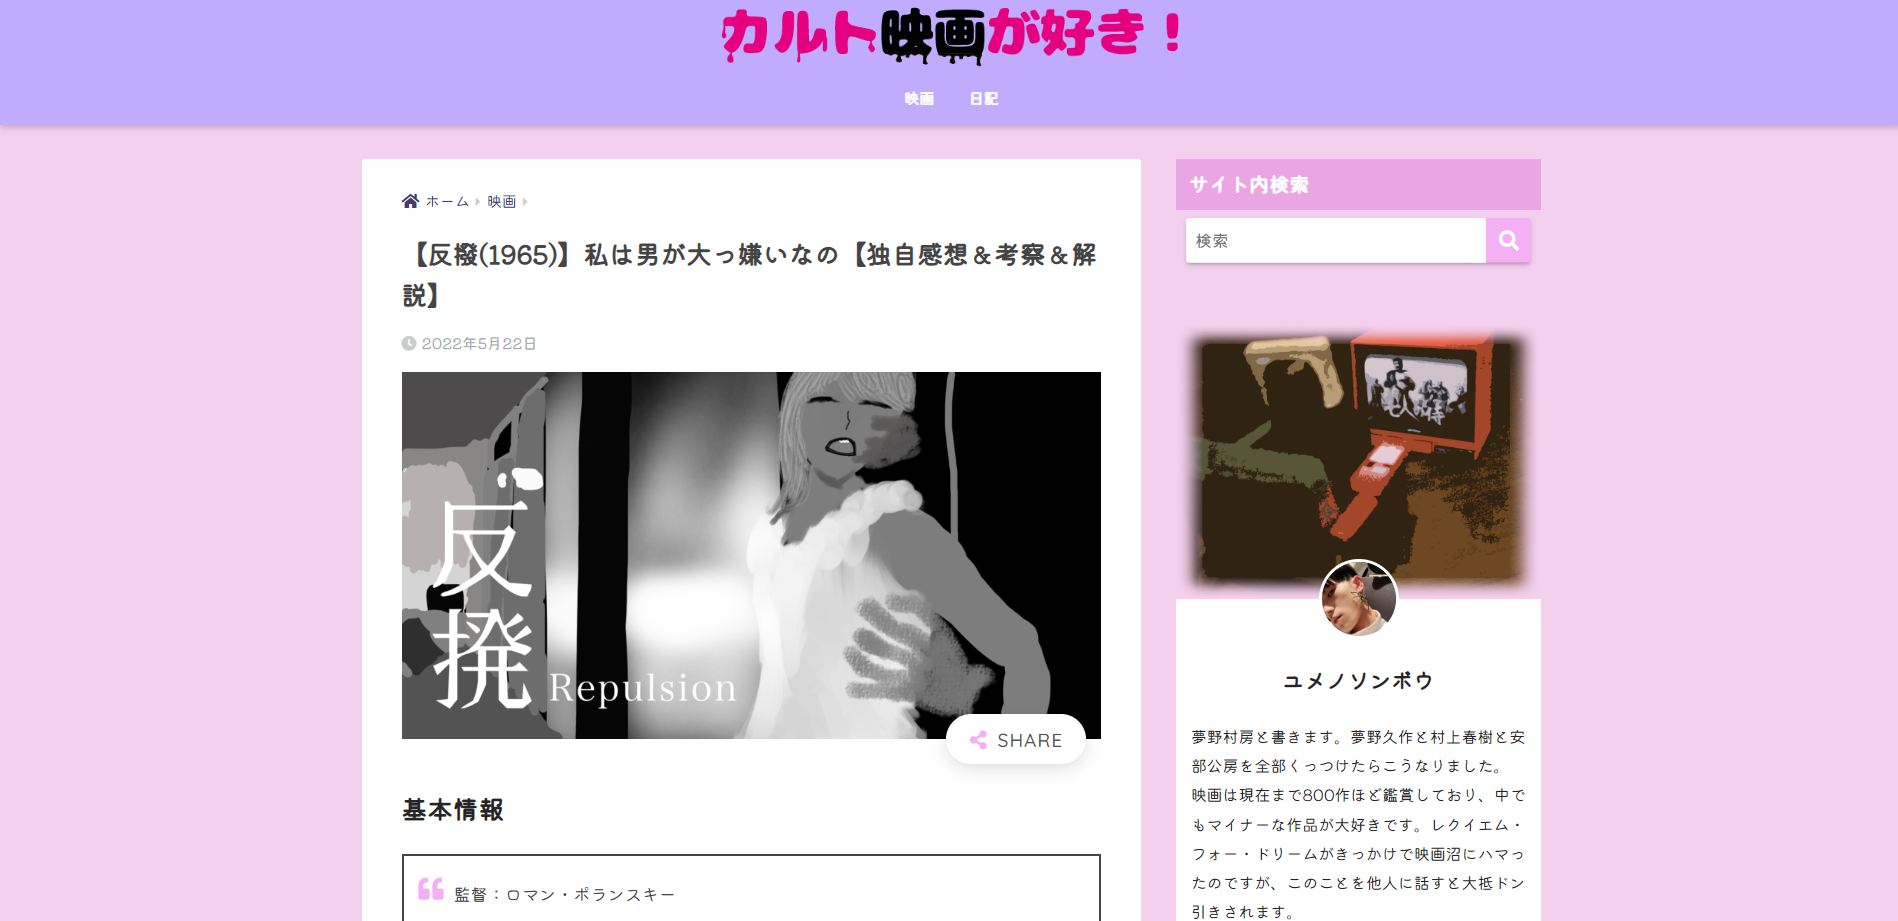 カルト映画が好き！
映画 日記
ホーム 映画
【反撥(1965)】私は男が大っ嫌いなの【独自感想＆考察＆解
説】
2022年5月22日
反撥
Repulsion
SHARE
基本情報
監督：ロマン・ポランスキー
サイト内検索
検索
七人の侍
ユメノソンボウ
夢野村房と書きます。夢野久作と村上春樹と安
部公房を全部くっつけたらこうなりました。
映画は現在まで800作ほど鑑賞しており、中で
もマイナーな作品が大好きです。レクイエム・
フォー・ドリームがきっかけで映画沼にハマっ
たのですが、このことを他人に話すと大抵ドン
引きされます。